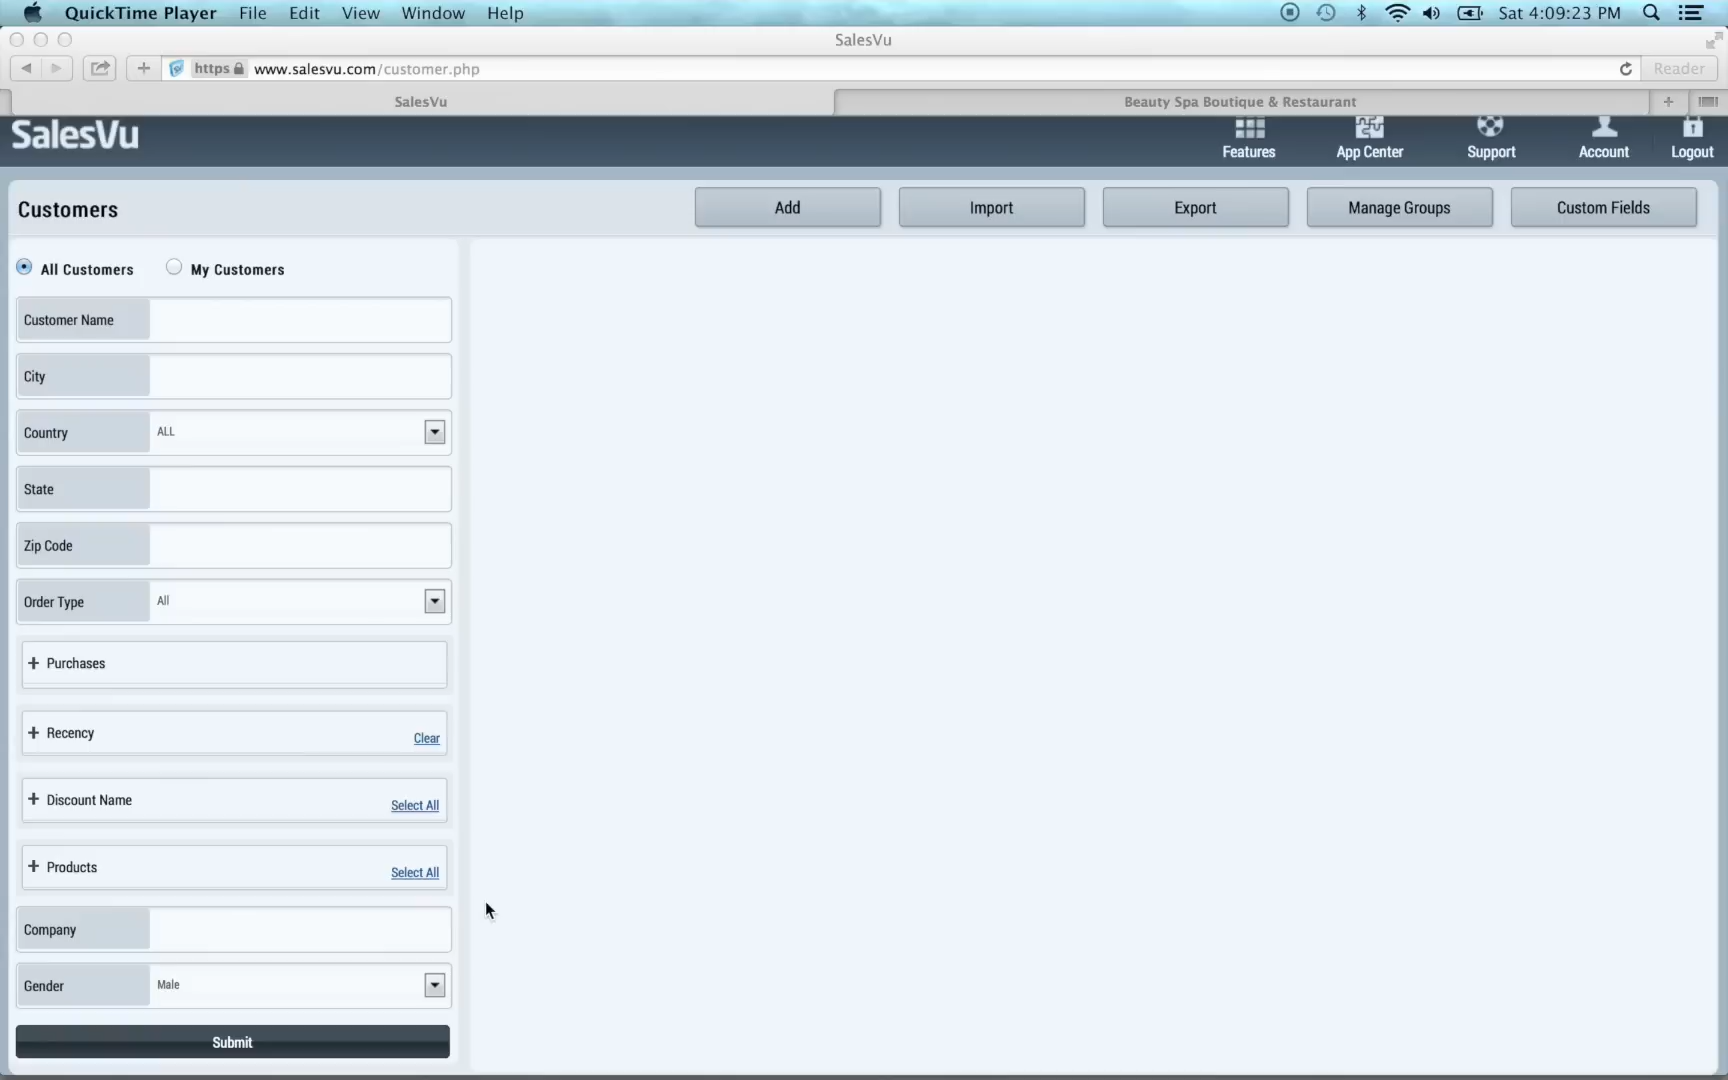 QuickTime Player File Edit View Window Help Sat 4:09:23 PM
SalesVu
https www.salesvu.com/customer.php Reader
SalesVu Beauty Spa Boutique & Restaurant
SalesVu Features App Center Support Account Logout
Customers Add Import Export Manage Groups Custom Fields
All Customers My Customers
Customer Name
City
Country ALL
State
Zip Code
Order Type All
+ Purchases
+ Recency Clear
+ Discount Name Select All
+ Products Select All
Company
Gender Male
Submit